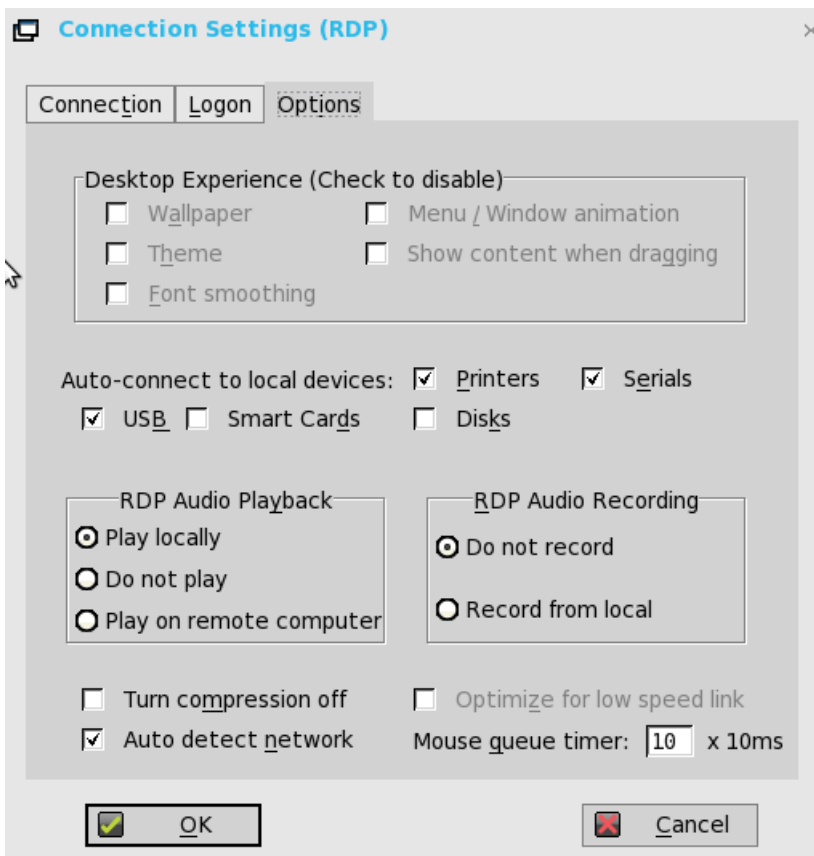 Connection Settings (RDP)
Connection Logon Options
Desktop Experience (Check to disable)
Wallpaper Menu / Window animation
Theme Show content when dragging
Font smoothing
Auto-connect to local devices: Printers Serials
USB Smart Cards Disks
RDP Audio Playback
Play locally
Do not play
Play on remote computer
RDP Audio Recording
Do not record
Record from local
Turn compression off Optimize for low speed link
Auto detect network Mouse queue timer: 10 x 10ms
OK Cancel